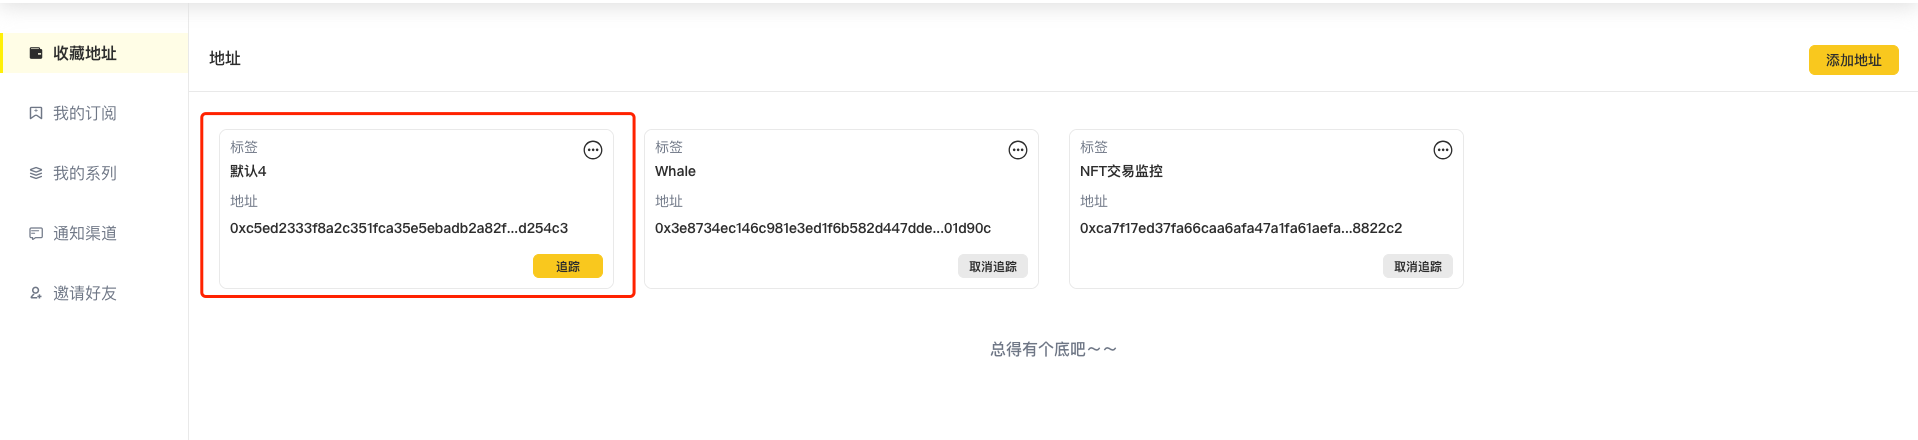 收藏地址
我的订阅
我的系列
通知渠道
邀请好友
地址
添加地址
标签
默认4
地址
0xc5ed2333f8a2c351fca35e5ebadb2a82f...d254c3
追踪
标签
Whale
地址
0x3e8734ec146c981e3ed1f6b582d447dde...01d90c
取消追踪
标签
NFT交易监控
地址
0xca7f17ed37fa66caa6afa47a1fa61aefa...8822c2
取消追踪
总得有个底吧～～